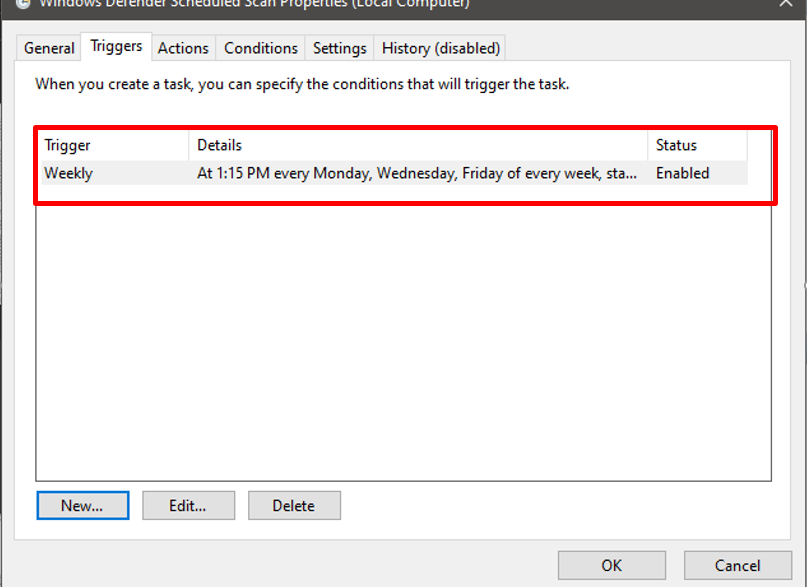 Windows Defender Scheduled Scan Properties (Local Computer)
General Triggers Actions Conditions Settings History (disabled)
When you create a task, you can specify the conditions that will trigger the task.
Trigger Details Status
Weekly At 1:15 PM every Monday, Wednesday, Friday of every week, sta... Enabled
New... Edit... Delete
OK Cancel